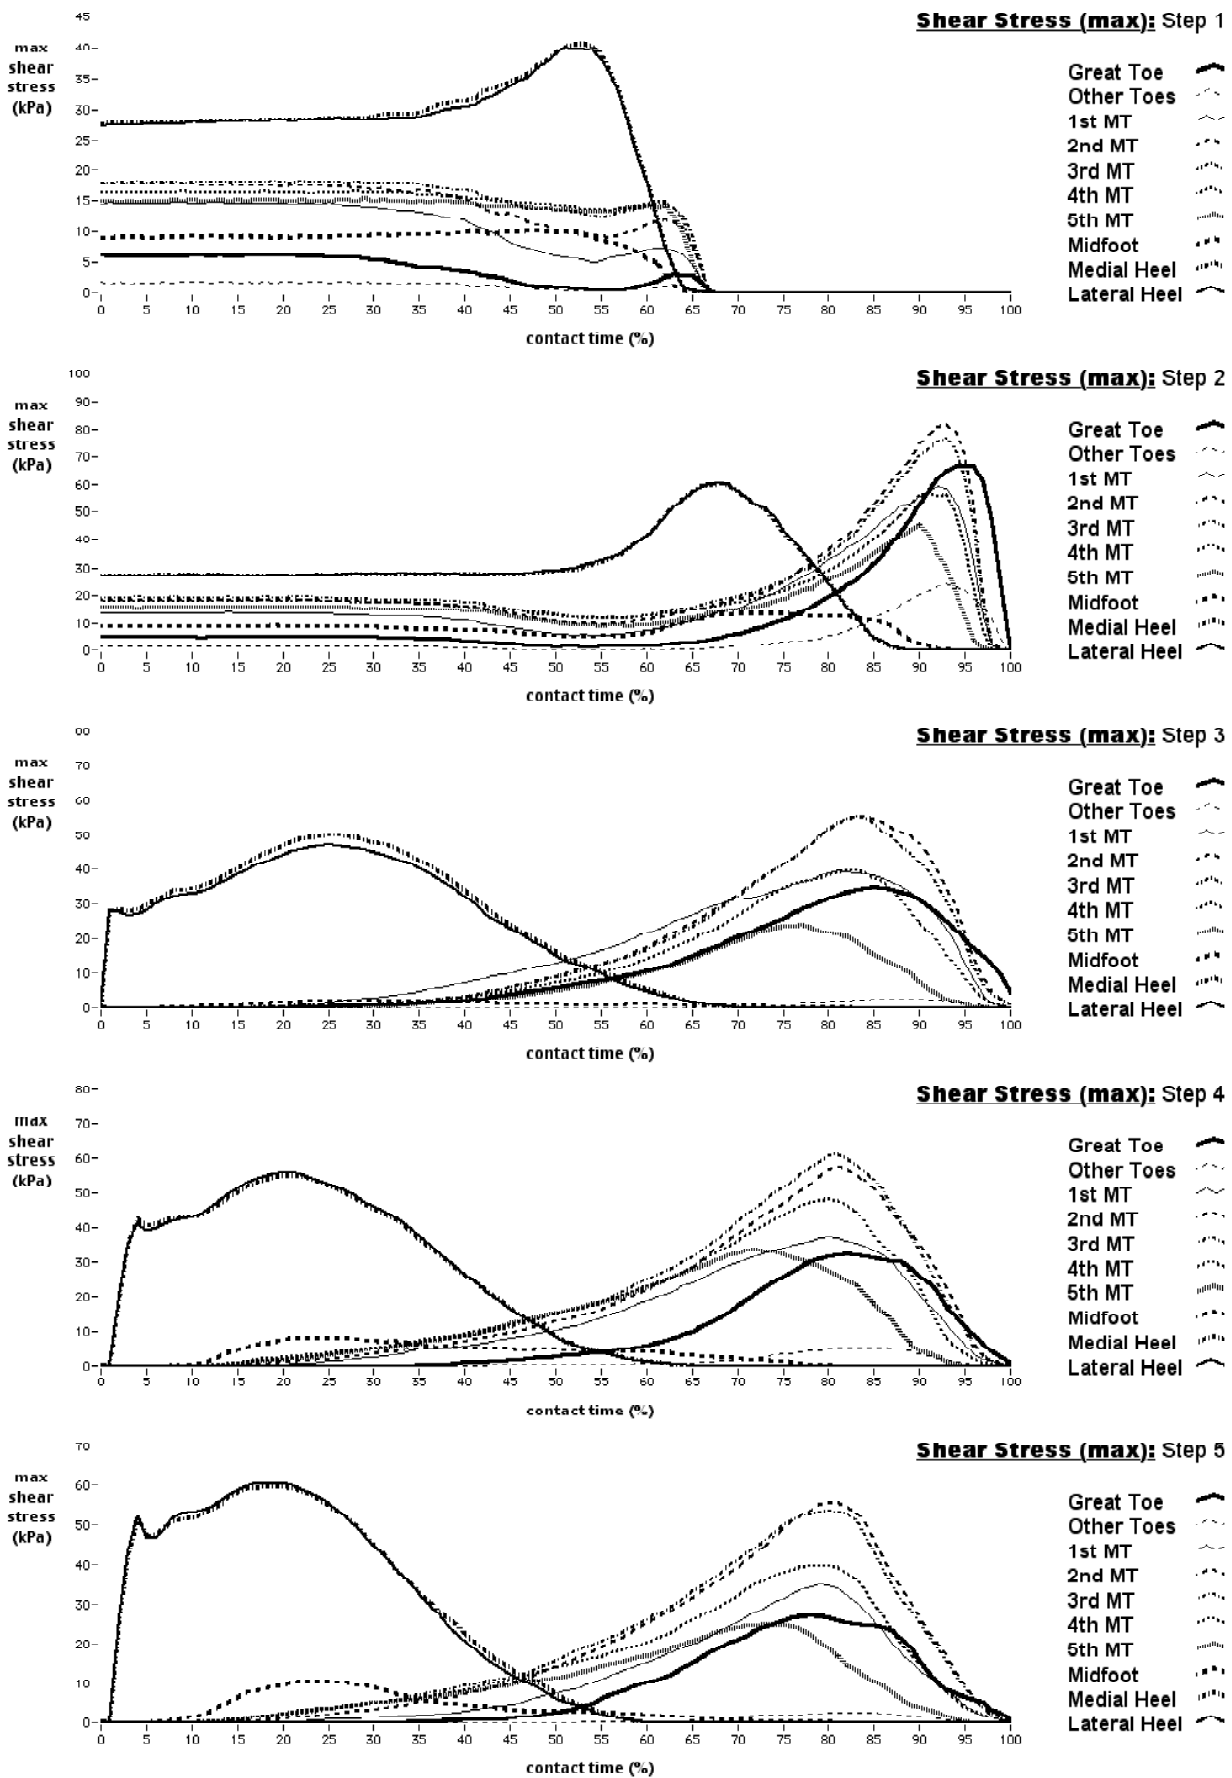 Shear Stress (max): Step 1
max
shear
stress
(kPa)
45
40
35
30
25
20
15
10
5
0
0 5 10 15 20 25 30 35 40 45 50 55 60 65 70 75 80 85 90 95 100
contact time (%)
Great Toe
Other Toes
1st MT
2nd MT
3rd MT
4th MT
5th MT
Midfoot
Medial Heel
Lateral Heel
Shear Stress (max): Step 2
max
shear
stress
(kPa)
100
90
80
70
60
50
40
30
20
10
0
0 5 10 15 20 25 30 35 40 45 50 55 60 65 70 75 80 85 90 95 100
contact time (%)
Great Toe
Other Toes
1st MT
2nd MT
3rd MT
4th MT
5th MT
Midfoot
Medial Heel
Lateral Heel
Shear Stress (max): Step 3
max
shear
stress
(kPa)
80
70
60
50
40
30
20
10
0
0 5 10 15 20 25 30 35 40 45 50 55 60 65 70 75 80 85 90 95 100
contact time (%)
Great Toe
Other Toes
1st MT
2nd MT
3rd MT
4th MT
5th MT
Midfoot
Medial Heel
Lateral Heel
Shear Stress (max): Step 4
max
shear
stress
(kPa)
80
70
60
50
40
30
20
10
0
0 5 10 15 20 25 30 35 40 45 50 55 60 65 70 75 80 85 90 95 100
contact time (%)
Great Toe
Other Toes
1st MT
2nd MT
3rd MT
4th MT
5th MT
Midfoot
Medial Heel
Lateral Heel
Shear Stress (max): Step 5
max
shear
stress
(kPa)
70
60
50
40
30
20
10
0
0 5 10 15 20 25 30 35 40 45 50 55 60 65 70 75 80 85 90 95 100
contact time (%)
Great Toe
Other Toes
1st MT
2nd MT
3rd MT
4th MT
5th MT
Midfoot
Medial Heel
Lateral Heel